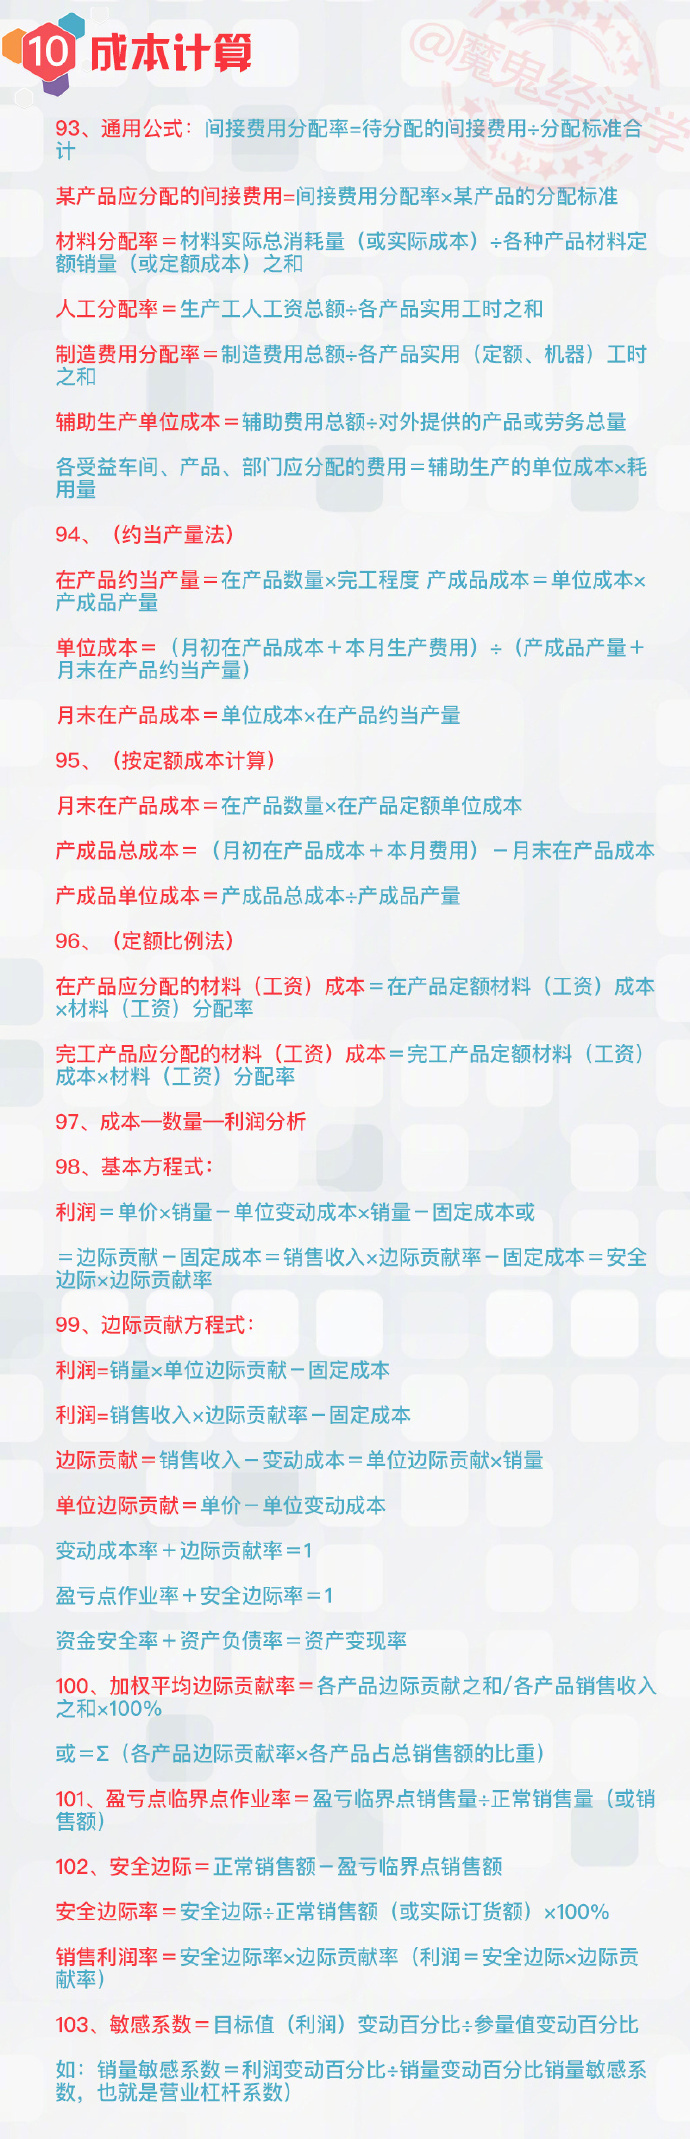 10 成本计算
@魔鬼经济学
93、通用公式：间接费用分配率=待分配的间接费用÷分配标准合
计
某产品应分配的间接费用=间接费用分配率×某产品的分配标准
材料分配率＝材料实际总消耗量（或实际成本）÷各种产品材料定
额销量（或定额成本）之和
人工分配率＝生产工人工资总额÷各产品实用工时之和
制造费用分配率＝制造费用总额÷各产品实用（定额、机器）工时
之和
辅助生产单位成本＝辅助费用总额÷对外提供的产品或劳务总量
各受益车间、产品、部门应分配的费用＝辅助生产的单位成本×耗
用量
94、（约当产量法）
在产品约当产量＝在产品数量×完工程度 产成品成本＝单位成本×
产成品产量
单位成本＝（月初在产品成本＋本月生产费用）÷（产成品产量＋
月末在产品约当产量）
月末在产品成本＝单位成本×在产品约当产量
95、（按定额成本计算）
月末在产品成本＝在产品数量×在产品定额单位成本
产成品总成本＝（月初在产品成本＋本月费用）－月末在产品成本
产成品单位成本＝产成品总成本÷产成品产量
96、（定额比例法）
在产品应分配的材料（工资）成本＝在产品定额材料（工资）成本
×材料（工资）分配率
完工产品应分配的材料（工资）成本＝完工产品定额材料（工资）
成本×材料（工资）分配率
97、成本—数量—利润分析
98、基本方程式：
利润＝单价×销量－单位变动成本×销量－固定成本或
＝边际贡献－固定成本＝销售收入×边际贡献率－固定成本＝安全
边际×边际贡献率
99、边际贡献方程式：
利润=销量×单位边际贡献－固定成本
利润=销售收入×边际贡献率－固定成本
边际贡献＝销售收入－变动成本＝单位边际贡献×销量
单位边际贡献＝单价－单位变动成本
变动成本率＋边际贡献率＝1
盈亏点作业率＋安全边际率＝1
资金安全率＋资产负债率＝资产变现率
100、加权平均边际贡献率＝各产品边际贡献之和/各产品销售收入
之和×100%
或＝Σ（各产品边际贡献率×各产品占总销售额的比重）
101、盈亏点临界点作业率＝盈亏临界点销售量÷正常销售量（或销
售额）
102、安全边际＝正常销售额－盈亏临界点销售额
安全边际率＝安全边际÷正常销售额（或实际订货额）×100%
销售利润率＝安全边际率×边际贡献率（利润＝安全边际×边际贡
献率）
103、敏感系数＝目标值（利润）变动百分比÷参量值变动百分比
如：销量敏感系数＝利润变动百分比÷销量变动百分比销量敏感系
数，也就是营业杠杆系数）